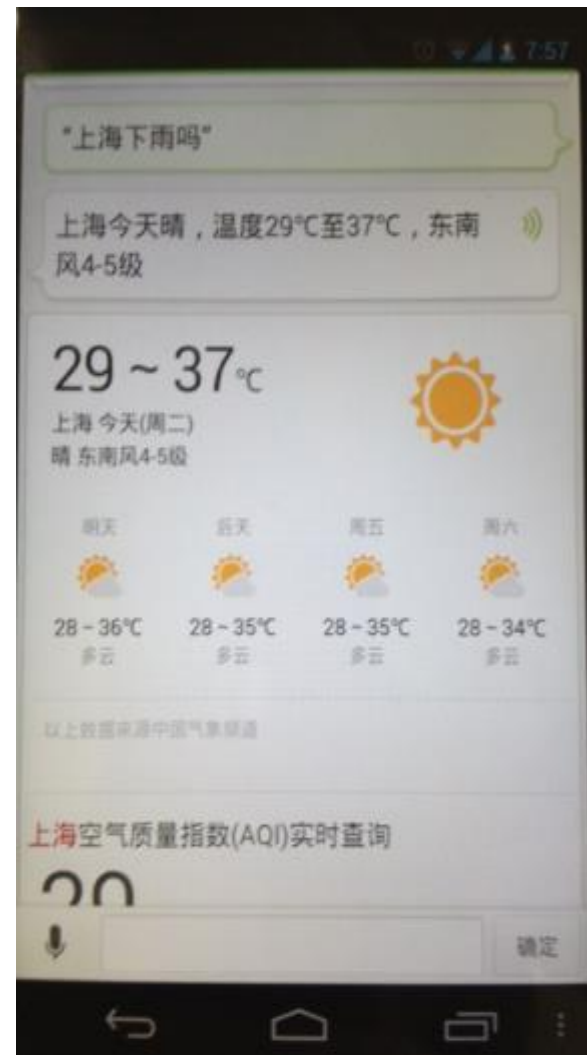 7:57
“上海下雨吗”
上海今天晴，温度29℃至37℃，东南
风4-5级
29 ~ 37℃
上海 今天(周二)
晴 东南风4-5级
明天 后天 周五 周六
28 ~ 36℃ 28 ~ 35℃ 28 ~ 35℃ 28 ~ 34℃
多云 多云 多云 多云
以上数据来源中国气象频道
上海空气质量指数(AQI)实时查询
确定